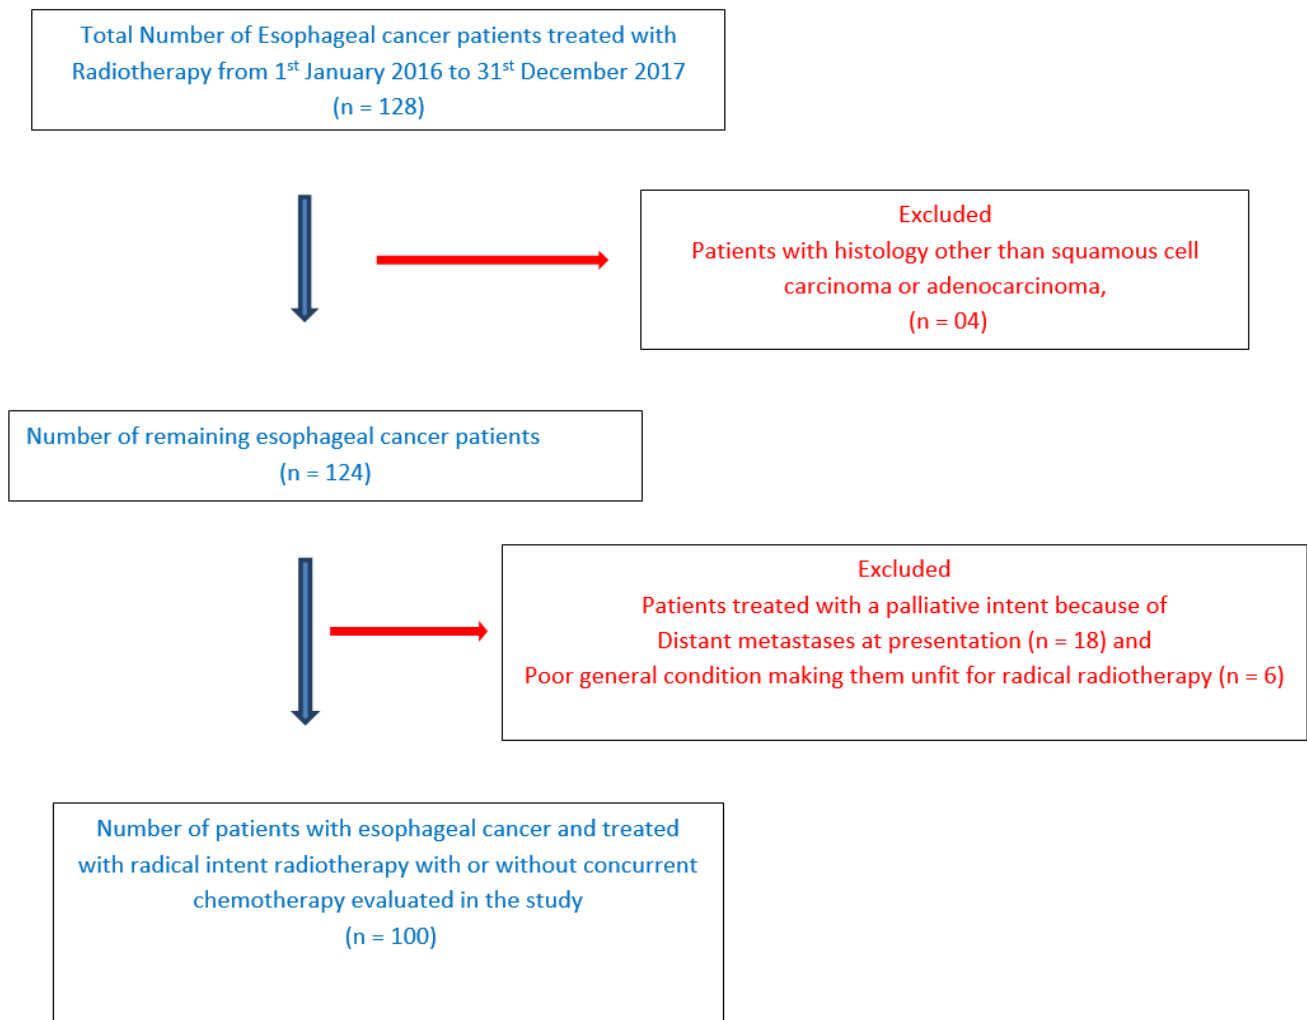 Total Number of Esophageal cancer patients treated with
Radiotherapy from 1st January 2016 to 31st December 2017
(n = 128)
Excluded
Patients with histology other than squamous cell
carcinoma or adenocarcinoma,
(n = 04)
Number of remaining esophageal cancer patients
(n = 124)
Excluded
Patients treated with a palliative intent because of
Distant metastases at presentation (n = 18) and
Poor general condition making them unfit for radical radiotherapy (n = 6)
Number of patients with esophageal cancer and treated
with radical intent radiotherapy with or without concurrent
chemotherapy evaluated in the study
(n = 100)